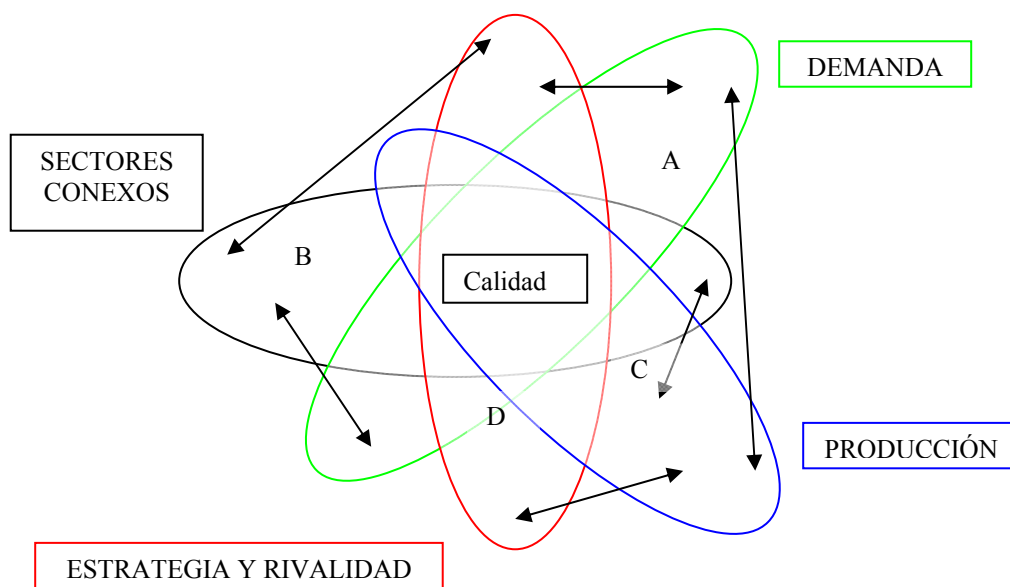 DEMANDA
SECTORES
CONEXOS
A
B
Calidad
C
D
PRODUCCIÓN
ESTRATEGIA Y RIVALIDAD